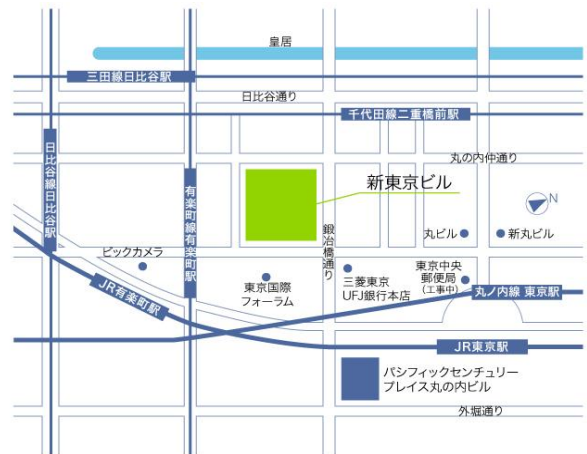 皇居
三田線日比谷駅
日比谷通り
千代田線二重橋前駅
丸の内仲通り
日比谷線日比谷駅
有楽町線有楽町駅
新東京ビル
N
鍛冶橋通り
丸ビル
新丸ビル
ビックカメラ
東京国際
フォーラム
三菱東京
UFJ銀行本店
東京中央
郵便局
(工事中)
JR有楽町駅
丸ノ内線 東京駅
JR東京駅
パシフィックセンチュリー
プレイス丸の内ビル
外堀通り